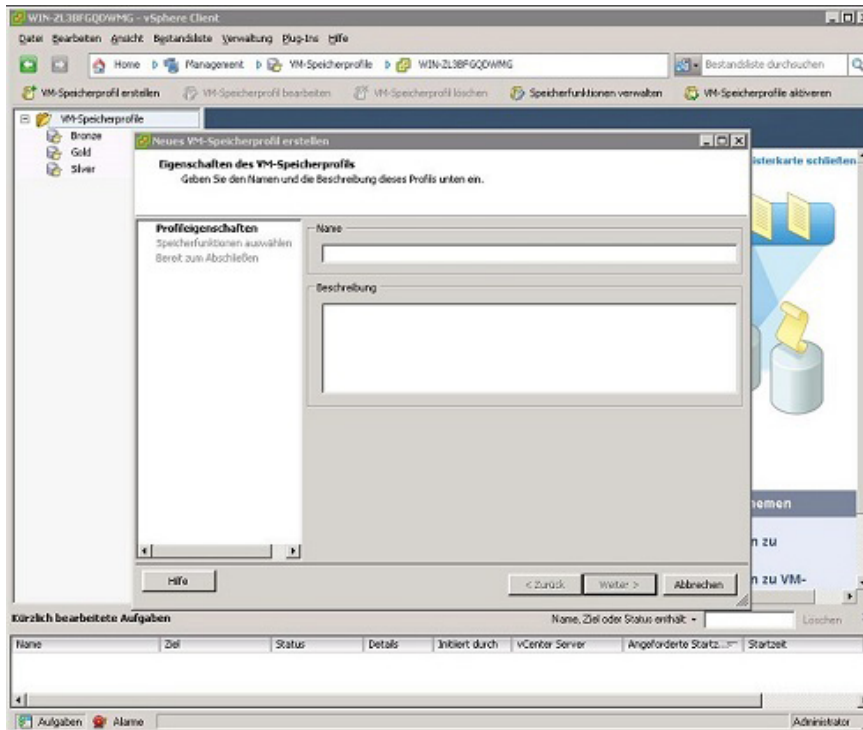 WIN-ZL3BFGQDWMG - vSphere Client
Datei Bearbeiten Ansicht Bestandsliste Verwaltung Plug-Ins Hilfe
Home Management VM-Speicherprofile WIN-ZL3BFGQDWMG Bestandsliste durchsuchen
VM-Speicherprofil erstellen VM-Speicherprofil bearbeiten VM-Speicherprofil löschen Speicherfunktionen verwalten VM-Speicherprofile aktivieren
VM-Speicherprofile
Bronze
Gold
Silver
Neues VM-Speicherprofil erstellen
isterkarte schließen
Eigenschaften des VM-Speicherprofils
Geben Sie den Namen und die Beschreibung dieses Profils unten ein.
Profileigenschaften
Speicherfunktionen auswählen
Bereit zum Abschließen
Name
Beschreibung
hemen
n zu
n zu VM-
Hilfe < Zurück Weiter > Abbrechen
Kürzlich bearbeitete Aufgaben Name, Ziel oder Status enthält: Löschen
Name Ziel Status Details Initiiert durch vCenter Server Angeforderte Startz... Startzeit
Aufgaben Alarme Administrator